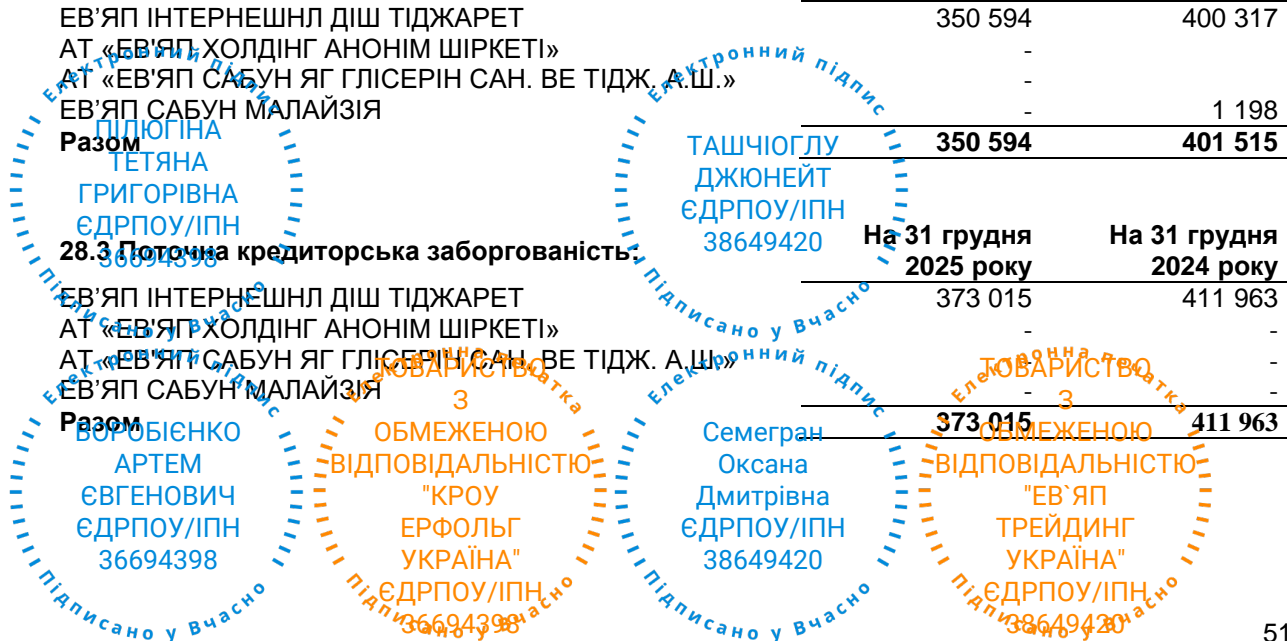 ЕВ’ЯП ІНТЕРНЕШНЛ ДІШ ТІДЖАРЕТ 350 594 400 317
АТ «ЕВ'ЯП ХОЛДІНГ АНОНІМ ШІРКЕТІ» -
АТ «ЕВ'ЯП САБУН ЯГ ГЛІСЕРІН САН. ВЕ ТІДЖ. А.Ш.» -
ЕВ’ЯП САБУН МАЛАЙЗІЯ - 1 198
Разом 350 594 401 515
Електронний підпис
ПІЛЮГІНА
ТЕТЯНА
ГРИГОРІВНА
ЄДРПОУ/ІПН
36694398
Підписано у Вчасно
Електронний підпис
ТАШЧІОГЛУ
ДЖЮНЕЙТ
ЄДРПОУ/ІПН
38649420
Підписано у Вчасно
28.3 Поточна кредиторська заборгованість: На 31 грудня 2025 року На 31 грудня 2024 року
ЕВ’ЯП ІНТЕРНЕШНЛ ДІШ ТІДЖАРЕТ 373 015 411 963
АТ «ЕВ'ЯП ХОЛДІНГ АНОНІМ ШІРКЕТІ» - -
АТ «ЕВ'ЯП САБУН ЯГ ГЛІСЕРІН САН. ВЕ ТІДЖ. А.Ш.» - -
ЕВ’ЯП САБУН МАЛАЙЗІЯ - -
Разом 373 015 411 963
Електронний підпис
ВОРОБІЄНКО
АРТЕМ
ЄВГЕНОВИЧ
ЄДРПОУ/ІПН
36694398
Підписано у Вчасно
Електронна печатка
ТОВАРИСТВО
З
ОБМЕЖЕНОЮ
ВІДПОВІДАЛЬНІСТЮ
"КРОУ
ЕРФОЛЬГ
УКРАЇНА"
ЄДРПОУ/ІПН
36694398
Підписано у Вчасно
Електронний підпис
Семегран
Оксана
Дмитрівна
ЄДРПОУ/ІПН
38649420
Підписано у Вчасно
Електронна печатка
ТОВАРИСТВО
З
ОБМЕЖЕНОЮ
ВІДПОВІДАЛЬНІСТЮ
"ЕВ`ЯП
ТРЕЙДИНГ
УКРАЇНА"
ЄДРПОУ/ІПН
38649420
Підписано у Вчасно
51